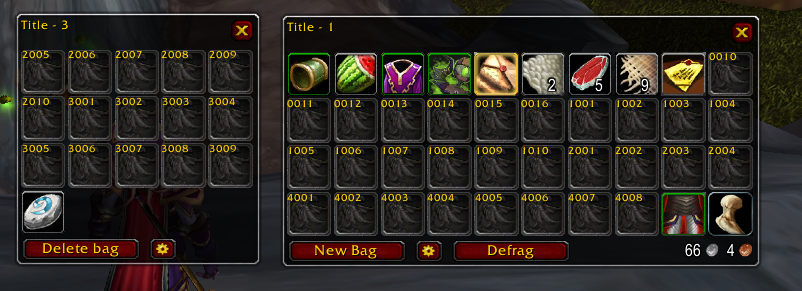 Title - 3
2005 2006 2007 2008 2009
2010 3001 3002 3003 3004
3005 3006 3007 3008 3009
Delete bag
Title - 1
2 5 9 0010
0011 0012 0013 0014 0015 0016 1001 1002 1003 1004
1005 1006 1007 1008 1009 1010 2001 2002 2003 2004
4001 4002 4003 4004 4005 4006 4007 4008
New Bag Defrag 66 4